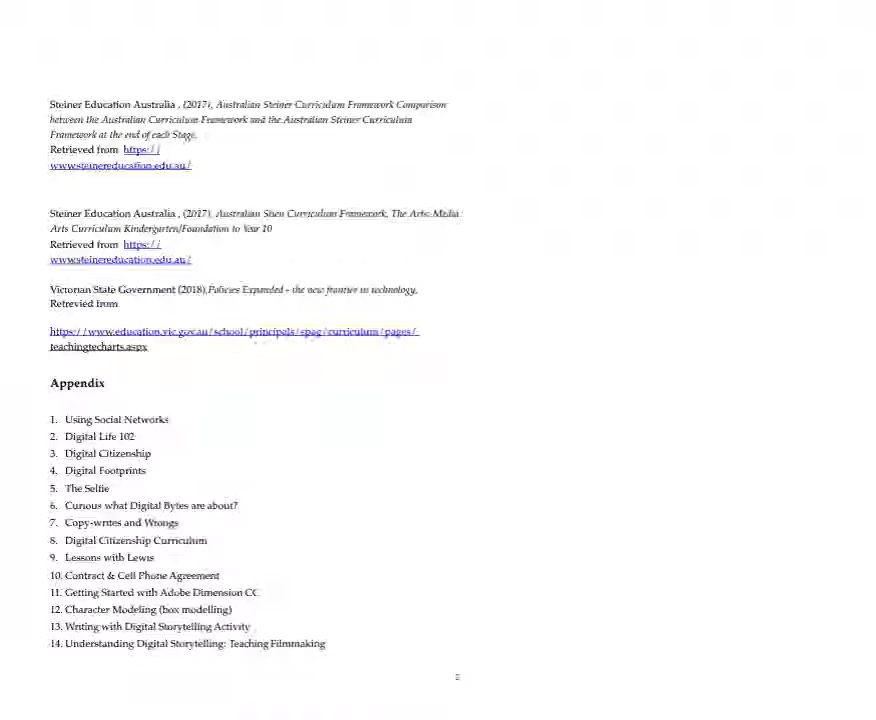 Steiner Education Australia , (2017), Australian Steiner Curriculum Framework Comparison
between the Australian Curriculum Framework and the Australian Steiner Curriculum
Framework at the end of each Stage,
Retrieved from https://
www.steinereducation.edu.au/
Steiner Education Australia , (2017), Australian Curriculum Framework, The Arts: Media
Arts Curriculum Kindergarten/Foundation to Year 10
Retrieved from https://
www.steinereducation.edu.au/
Victorian State Government (2018),Policies Expanded - the new frontier in technology,
Retrevied from
https://www.education.vic.gov.au/school/principals/spag/curriculum/pages/
teachingtecharts.aspx
Appendix
1. Using Social Networks
2. Digital Life 102
3. Digital Citizenship
4. Digital Footprints
5. The Selfie
6. Curious what Digital Bytes are about?
7. Copy-writes and Wrongs
8. Digital Citizenship Curriculum
9. Lessons with Lewis
10. Contract & Cell Phone Agreement
11. Getting Started with Adobe Dimension CC
12. Character Modeling (box modelling)
13. Writing with Digital Storytelling Activity
14. Understanding Digital Storytelling: Teaching Filmmaking